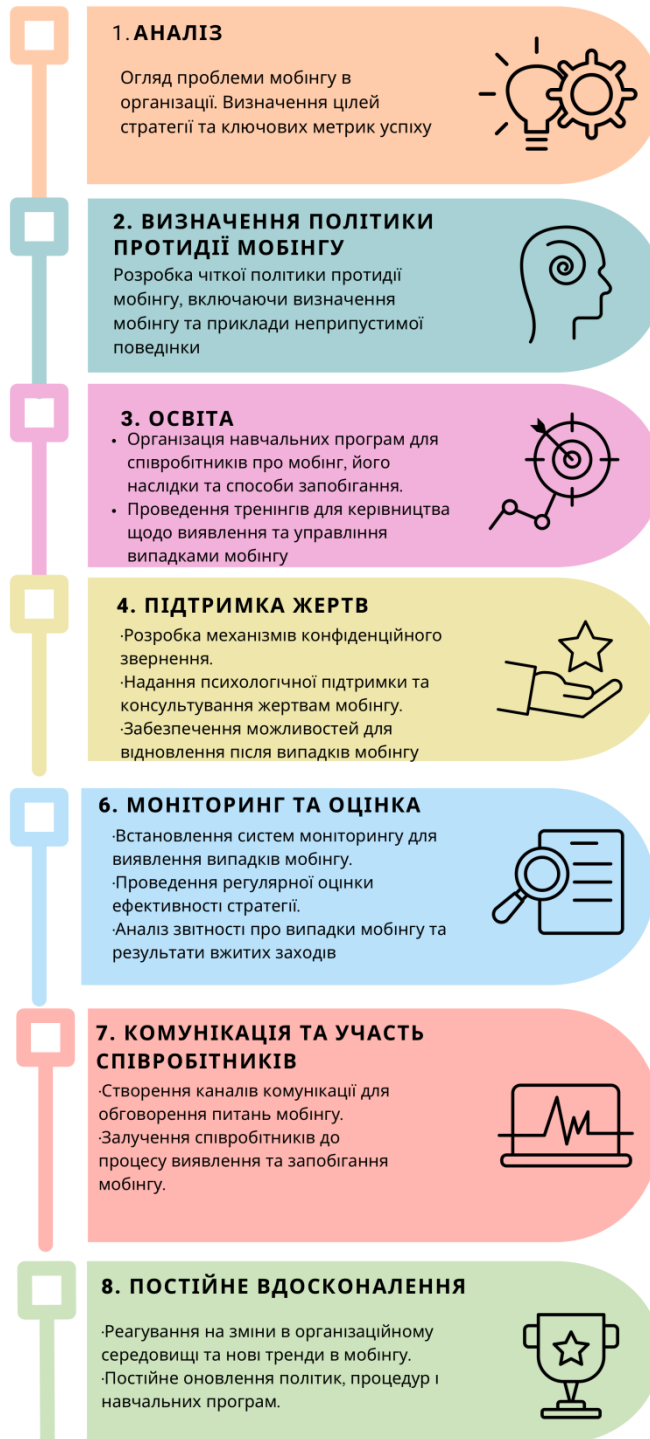 1. АНАЛІЗ
Огляд проблеми мобінгу в
організації. Визначення цілей
стратегії та ключових метрик успіху
2. ВИЗНАЧЕННЯ ПОЛІТИКИ
ПРОТИДІЇ МОБІНГУ
Розробка чіткої політики протидії
мобінгу, включаючи визначення
мобінгу та приклади неприпустимої
поведінки
3. ОСВІТА
• Організація навчальних програм для
співробітників про мобінг, його
наслідки та способи запобігання.
• Проведення тренінгів для керівництва
щодо виявлення та управління
випадками мобінгу
4. ПІДТРИМКА ЖЕРТВ
·Розробка механізмів конфіденційного
звернення.
·Надання психологічної підтримки та
консультування жертвам мобінгу.
·Забезпечення можливостей для
відновлення після випадків мобінгу
6. МОНІТОРИНГ ТА ОЦІНКА
·Встановлення систем моніторингу для
виявлення випадків мобінгу.
·Проведення регулярної оцінки
ефективності стратегії.
·Аналіз звітності про випадки мобінгу та
результати вжитих заходів
7. КОМУНІКАЦІЯ ТА УЧАСТЬ
СПІВРОБІТНИКІВ
·Створення каналів комунікації для
обговорення питань мобінгу.
·Залучення співробітників до
процесу виявлення та запобігання
мобінгу.
8. ПОСТІЙНЕ ВДОСКОНАЛЕННЯ
·Реагування на зміни в організаційному
середовищі та нові тренди в мобінгу.
·Постійне оновлення політик, процедур і
навчальних програм.